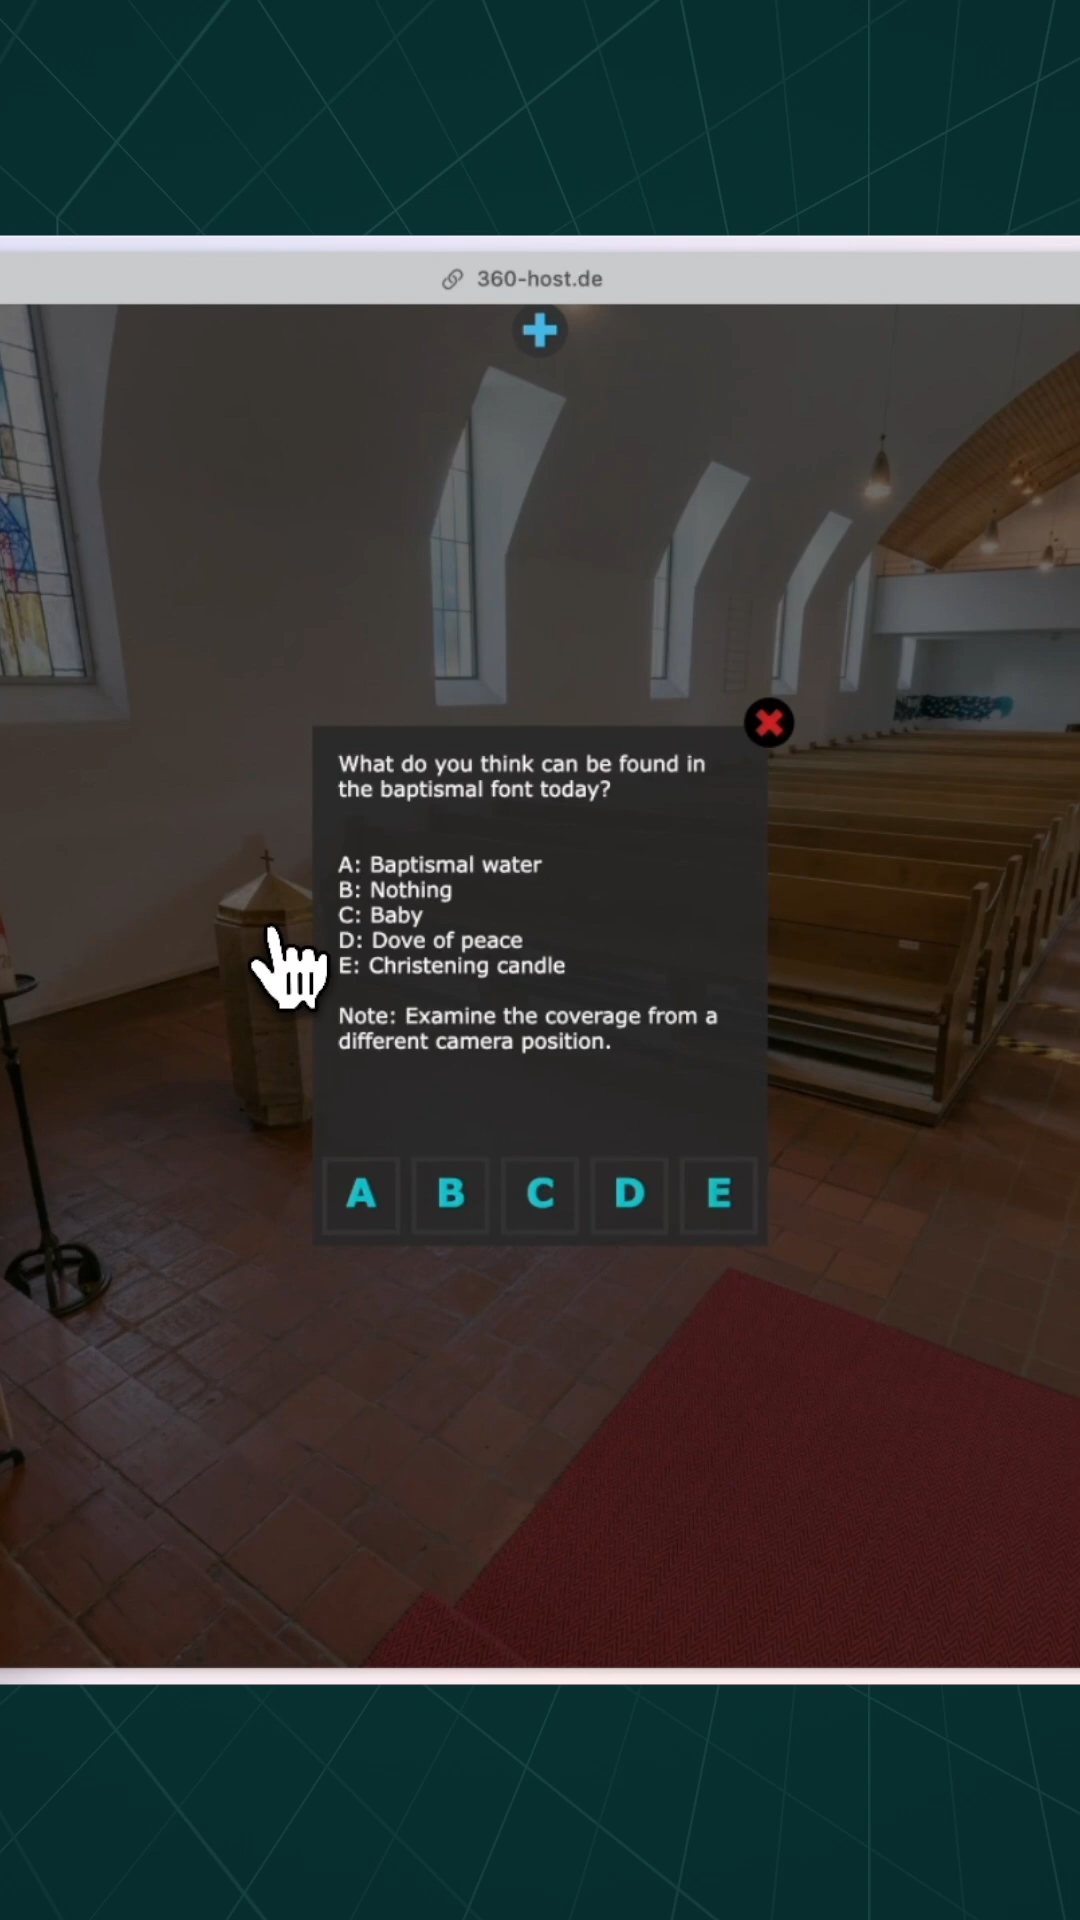 360-host.de
What do you think can be found in
the baptismal font today?
A: Baptismal water
B: Nothing
C: Baby
D: Dove of peace
E: Christening candle
Note: Examine the coverage from a
different camera position.
A B C D E